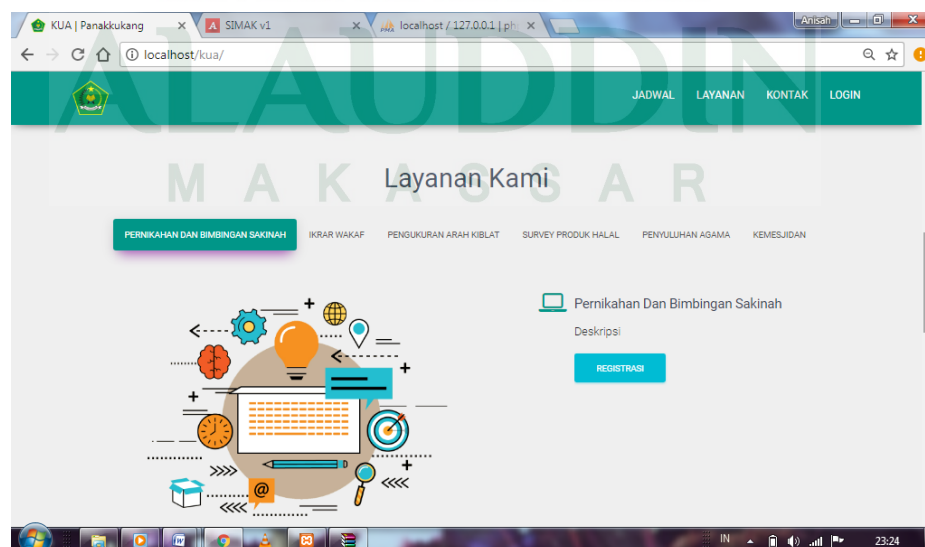 KUA | Panakkukang
SIMAK v1
localhost / 127.0.0.1 | ph
Anisah
localhost/kua/
ALAUDDIN
JADWAL LAYANAN KONTAK LOGIN
MAKASSAR
Layanan Kami
PERNIKAHAN DAN BIMBINGAN SAKINAH IKRAR WAKAF PENGUKURAN ARAH KIBLAT SURVEY PRODUK HALAL PENYULUHAN AGAMA KEMESJIDAN
Pernikahan Dan Bimbingan Sakinah
Deskripsi
REGISTRASI
@
IN 23:24